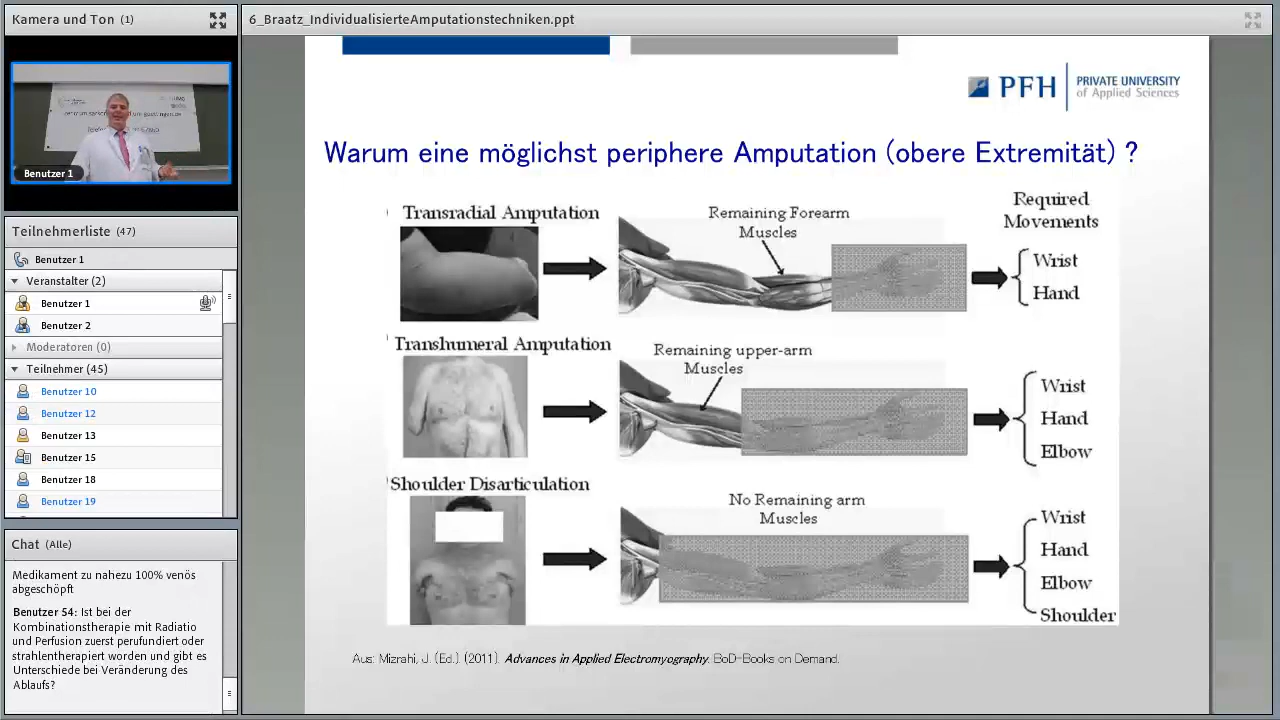 Kamera und Ton (1)
6_Braatz_IndividualisierteAmputationstechniken.ppt
Benutzer 1
Teilnehmerliste (47)
Benutzer 1
Veranstalter (2)
Benutzer 1
Benutzer 2
Moderatoren (0)
Teilnehmer (45)
Benutzer 10
Benutzer 12
Benutzer 13
Benutzer 15
Benutzer 18
Benutzer 19
Chat (Alle)
Medikament zu nahezu 100% venös
abgeschöpft
Benutzer 54: Ist bei der
Kombinationstherapie mit Radiatio
und Perfusion zuerst perufundiert oder
strahlentherapiert worden und gibt es
Unterschiede bei Veränderung des
Ablaufs?
PFH PRIVATE UNIVERSITY
of Applied Sciences
Warum eine möglichst periphere Amputation (obere Extremität) ?
Transradial Amputation
Remaining Forearm
Muscles
Required
Movements
Wrist
Hand
Transhumeral Amputation
Remaining upper-arm
Muscles
Wrist
Hand
Elbow
Shoulder Disarticulation
No Remaining arm
Muscles
Wrist
Hand
Elbow
Shoulder
Aus: Mizrahi, J. (Ed.) (2011). Advances in Applied Electromyography. BoD-Books on Demand.